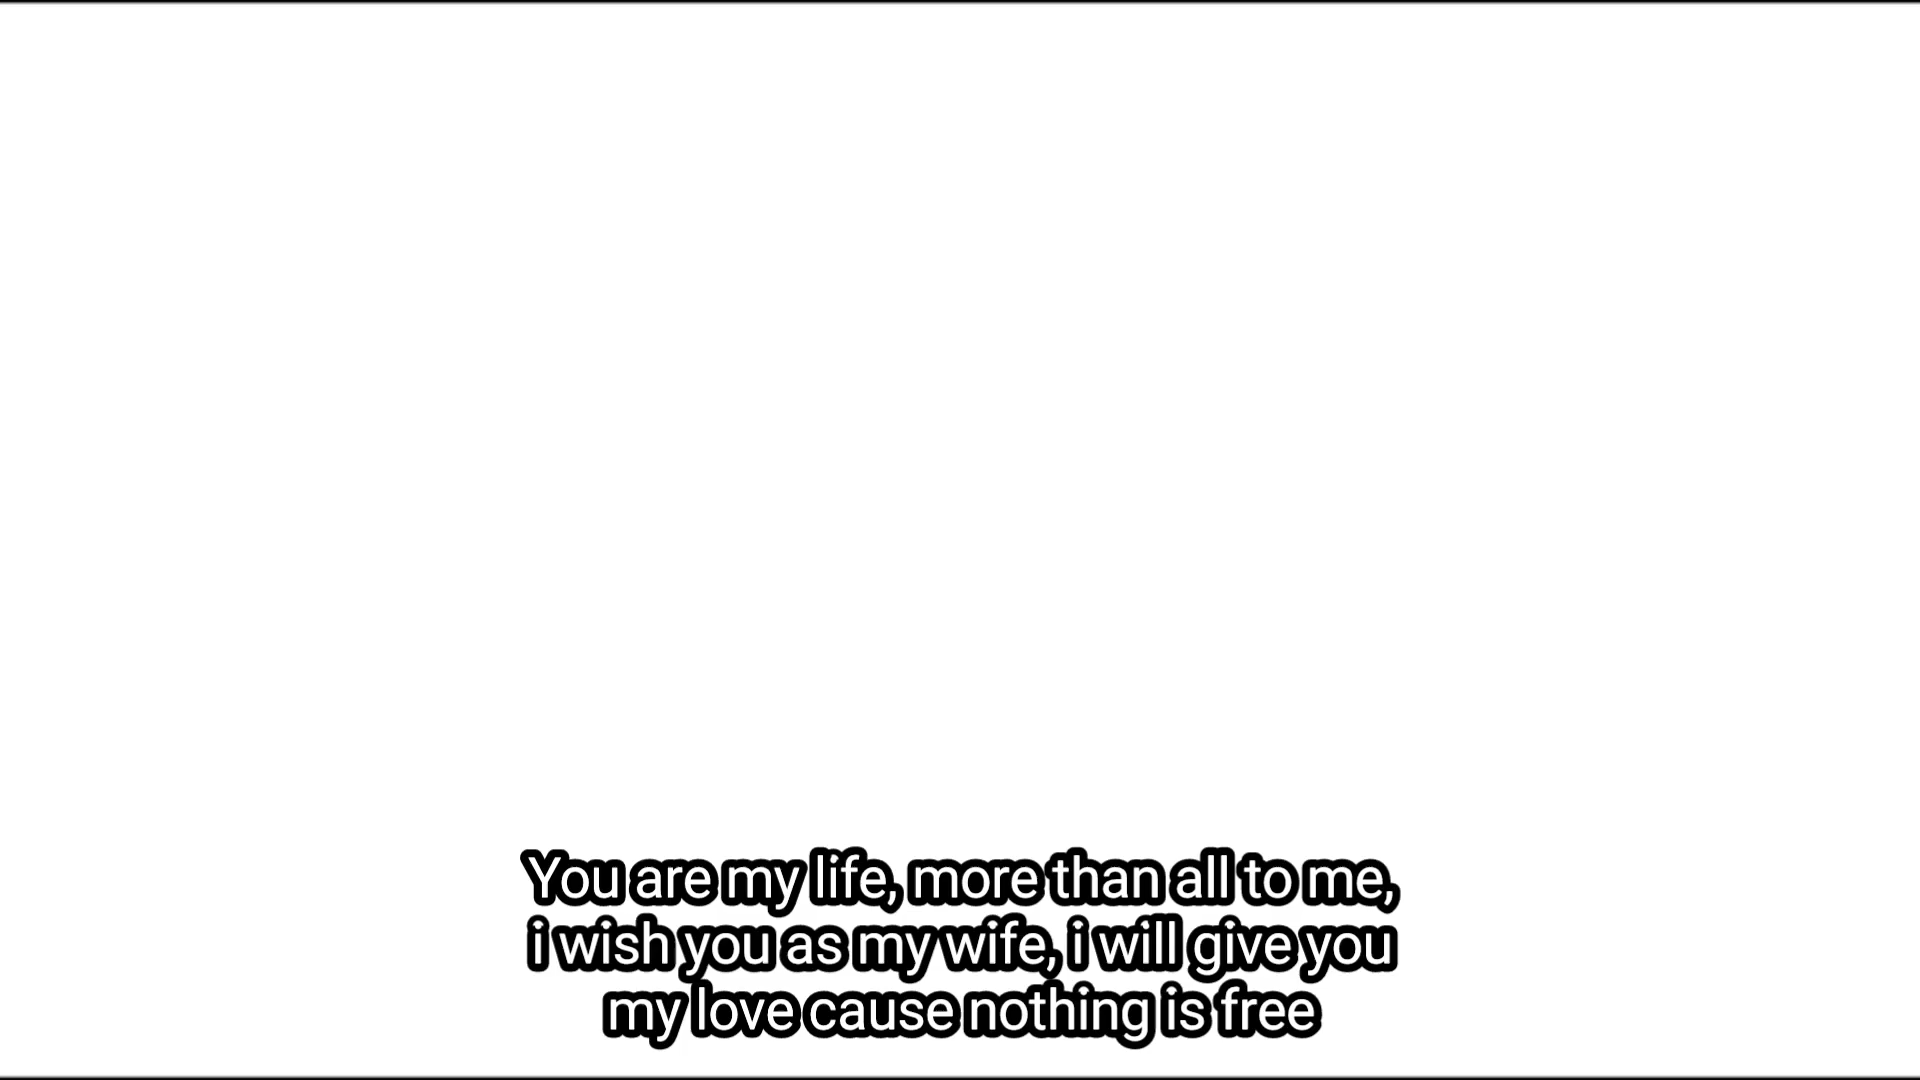 You are my life, more than all to me,
i wish you as my wife, i will give you
my love cause nothing is free